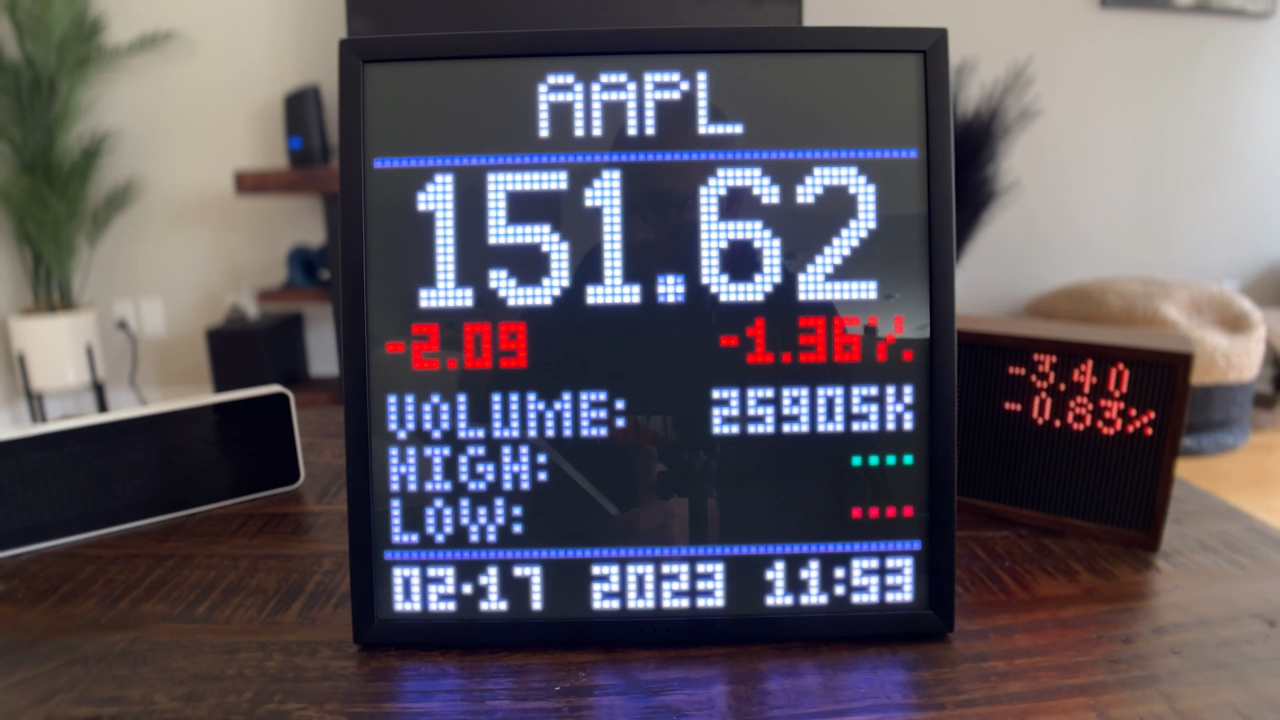 AAPL
151.62
-2.09 -1.36%
VOLUME: 25905K
HIGH: ----
LOW: ----
02-17 2023 11:53
-3.40
-0.83%